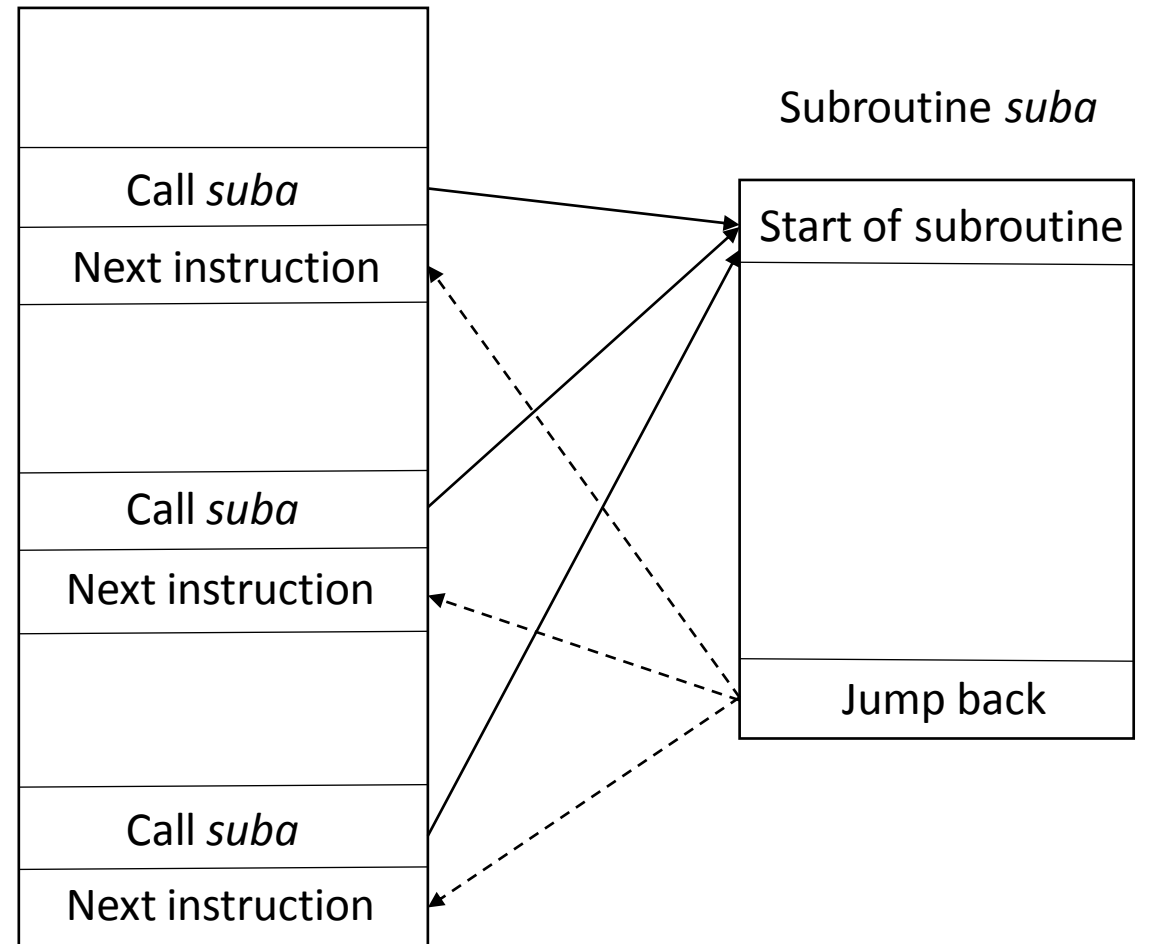 Subroutine suba
Call suba
Start of subroutine
Next instruction
Call suba
Next instruction
Jump back
Call suba
Next instruction